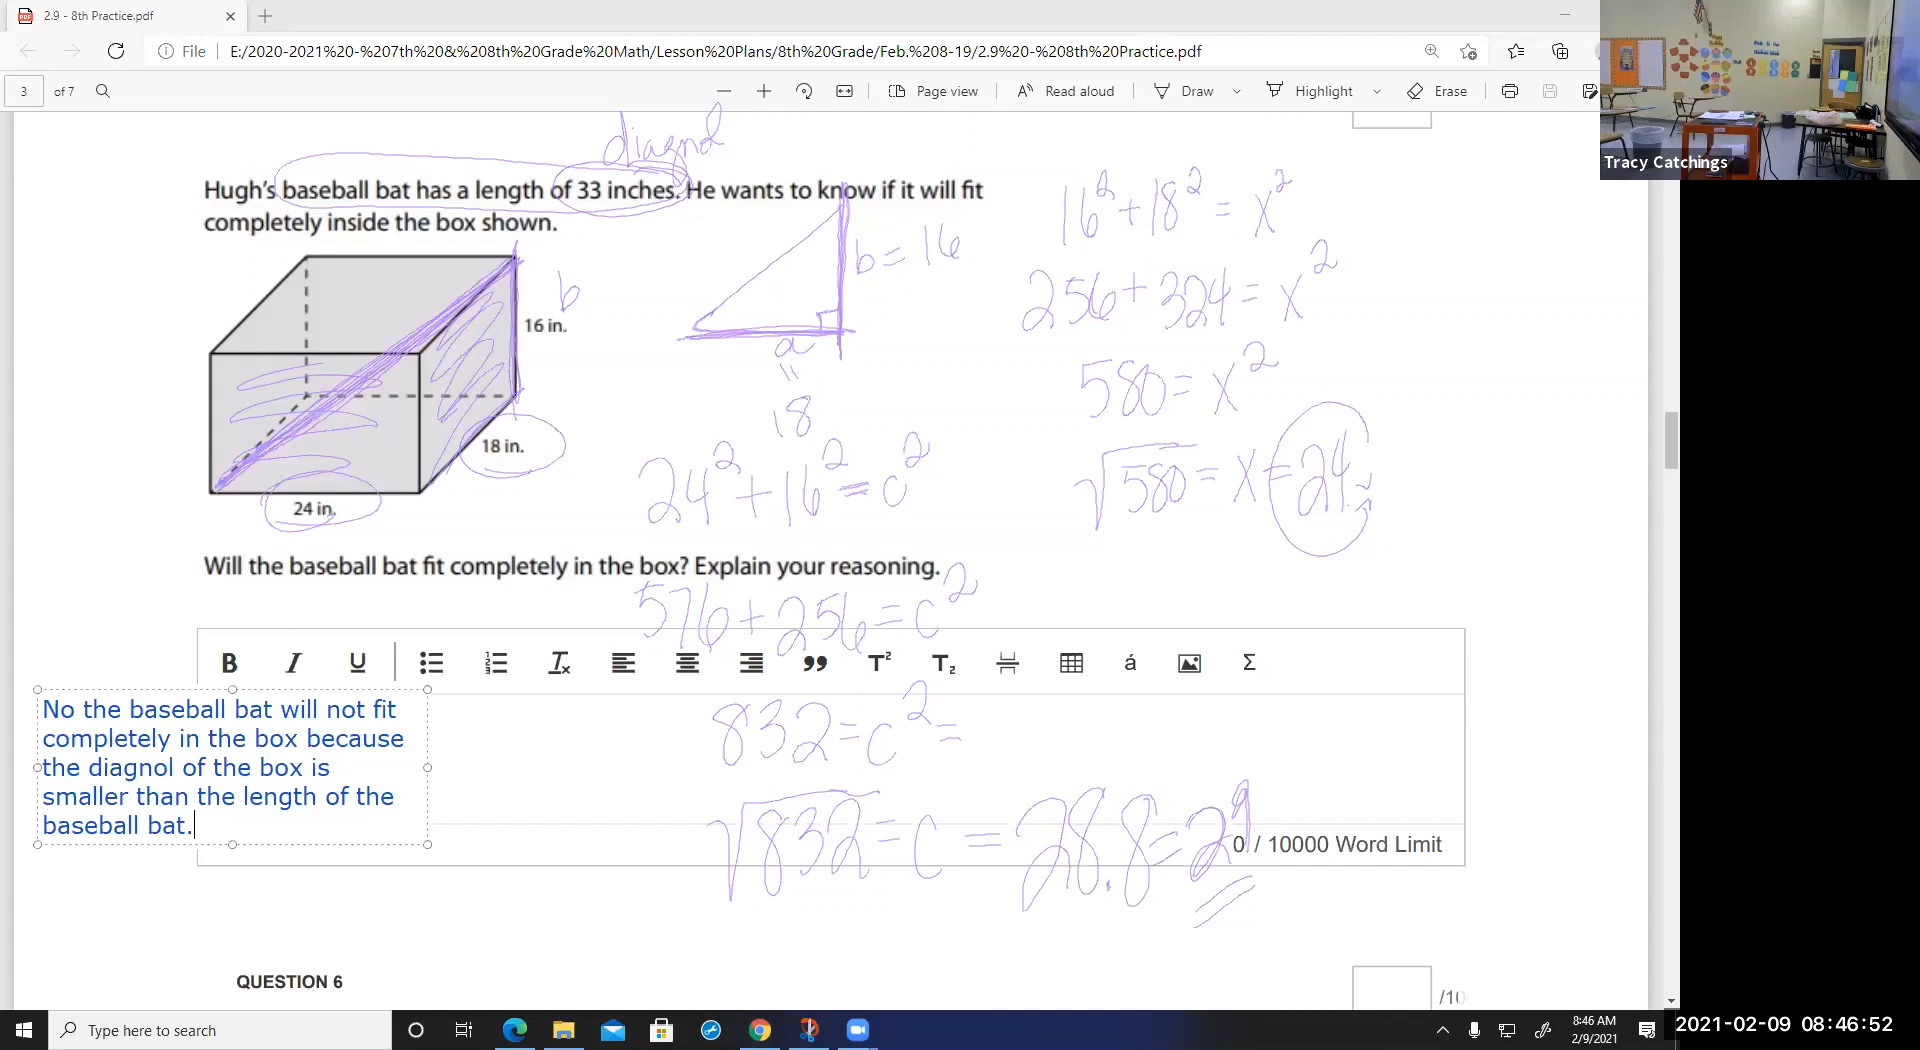 2.9 - 8th Practice.pdf
File
E:/2020-2021%20-%207th%20&%208th%20Grade%20Math/Lesson%20Plans/8th%20Grade/Feb.%208-19/2.9%20-%208th%20Practice.pdf
3 of 7
Page view
Read aloud
Draw
Highlight
Erase
Tracy Catchings
diagnol
Hugh's baseball bat has a length of 33 inches. He wants to know if it will fit
completely inside the box shown.
b
16 in.
18 in.
24 in.
b = 16
a
=
18
24² + 16² = c²
16² + 18² = x²
256 + 324 = x²
580 = x²
√580 = x = 24.
Will the baseball bat fit completely in the box? Explain your reasoning.
576 + 256 = c²
B I U
T² T₂ á Σ
No the baseball bat will not fit
completely in the box because
the diagnol of the box is
smaller than the length of the
baseball bat.
832 = c² =
√832 = c = 28.8 = 29
0 / 10000 Word Limit
QUESTION 6
/10
Type here to search
8:46 AM
2/9/2021
2021-02-09 08:46:52